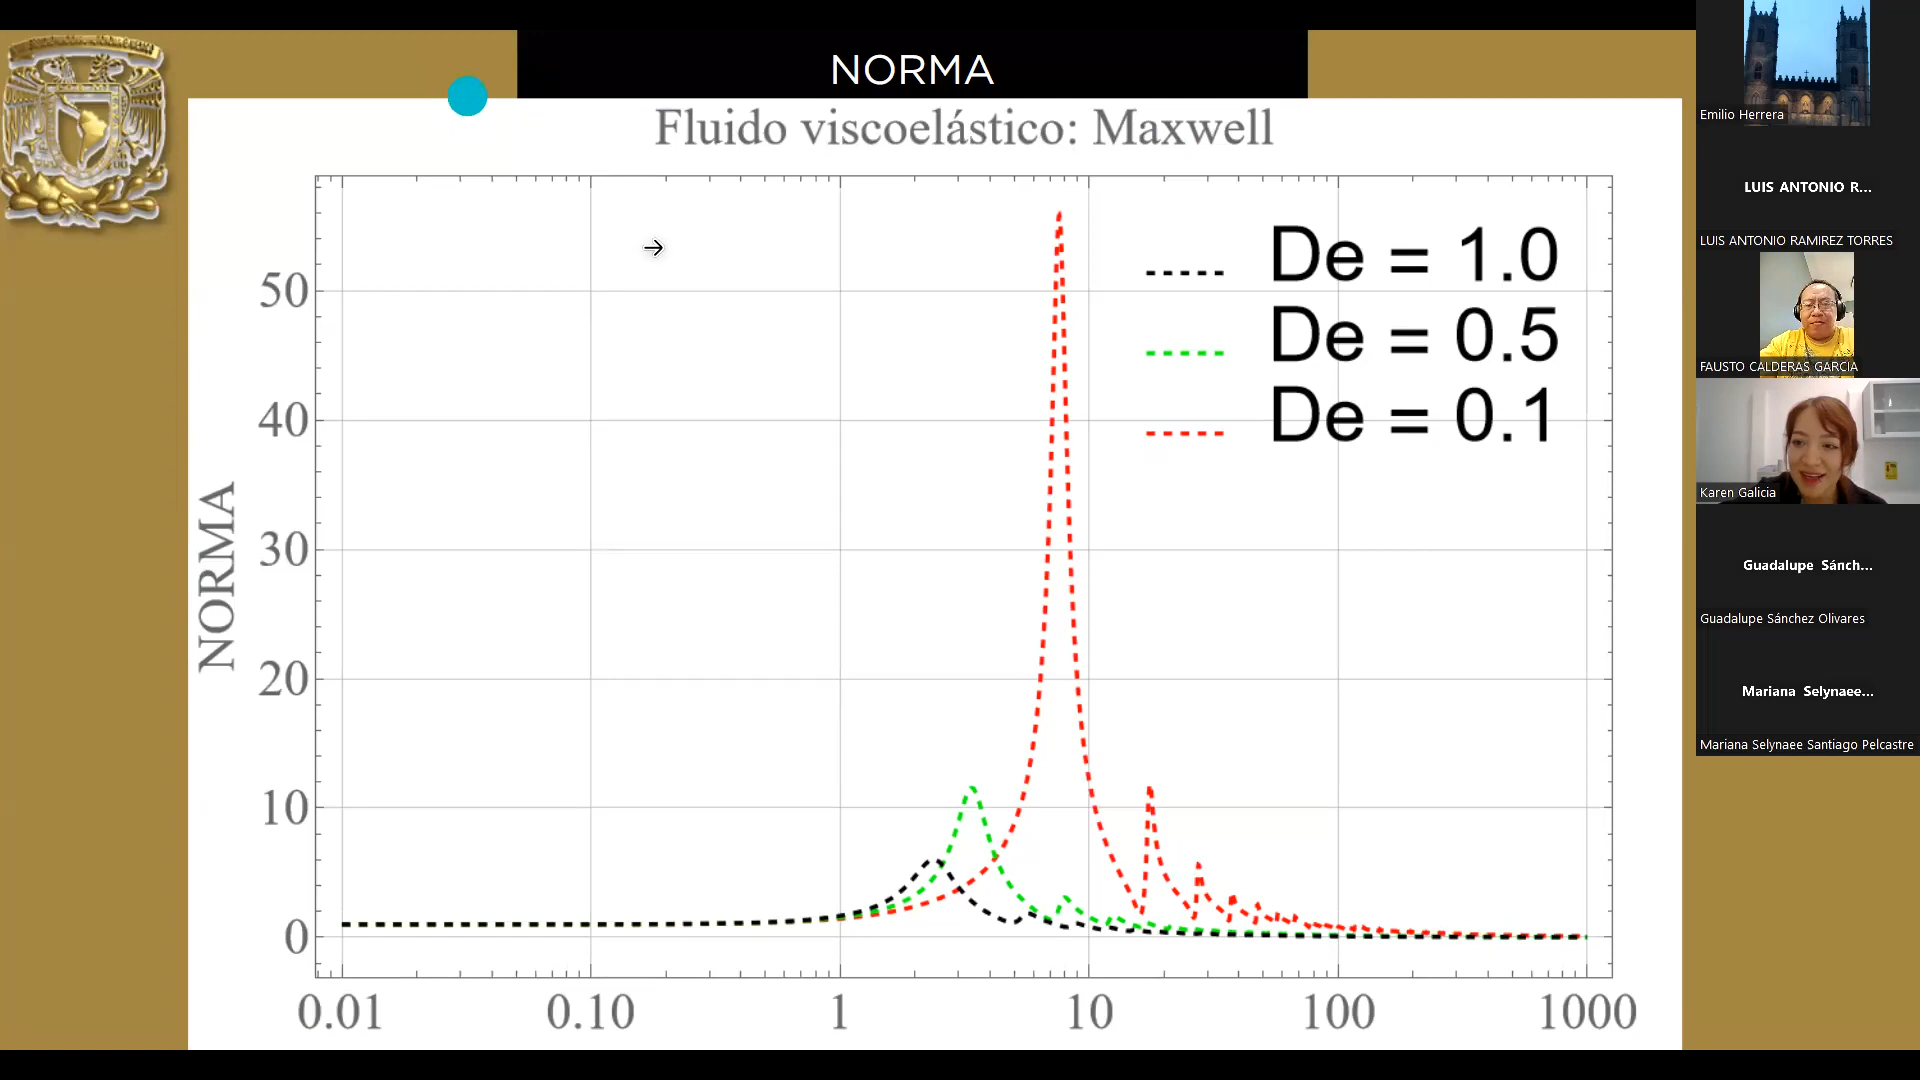 NORMA
Fluido viscoelástico: Maxwell
De = 1.0
De = 0.5
De = 0.1
NORMA
50
40
30
20
10
0
0.01 0.10 1 10 100 1000
Emilio Herrera
LUIS ANTONIO R...
LUIS ANTONIO RAMIREZ TORRES
FAUSTO CALDERAS GARCIA
Karen Galicia
Guadalupe Sánch...
Guadalupe Sánchez Olivares
Mariana Selynaee...
Mariana Selynaee Santiago Pelcastre